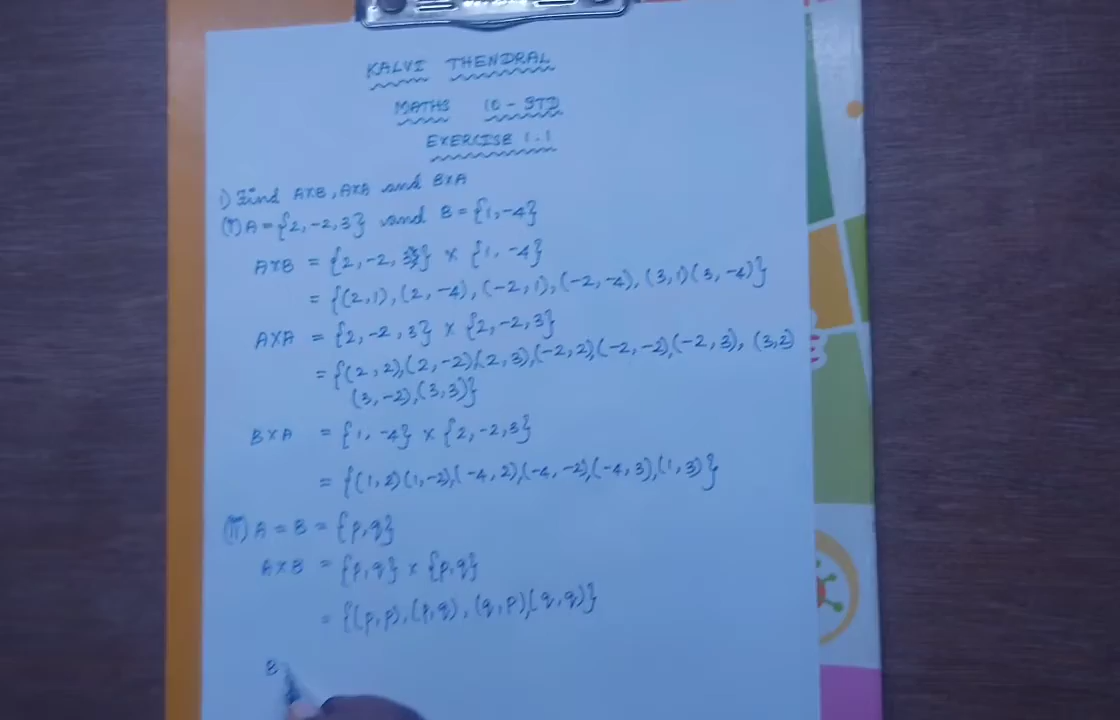 KALVI THENDRAL
MATHS 10 - STD
EXERCISE 1.1
1) Find AXB, AXA and BXA
(i) A = {2, -2, 3} and B = {1, -4}
AXB = {2, -2, 3} x {1, -4}
= {(2,1), (2, -4), (-2, 1), (-2, -4), (3,1) (3, -4)}
AXA = {2, -2, 3} x {2, -2, 3}
= {(2, 2), (2, -2), (2, 3), (-2, 2), (-2, -2), (-2, 3), (3,2)
(3, -2), (3, 3)}
BXA = {1, -4} x {2, -2, 3}
= {(1, 2) (1, -2), (-4, 2), (-4, -2), (-4, 3), (1, 3)}
(ii) A = B = {p, q}
AXB = {p, q} x {p, q}
= {(p, p), (p, q), (q, p), (q, q)}
B